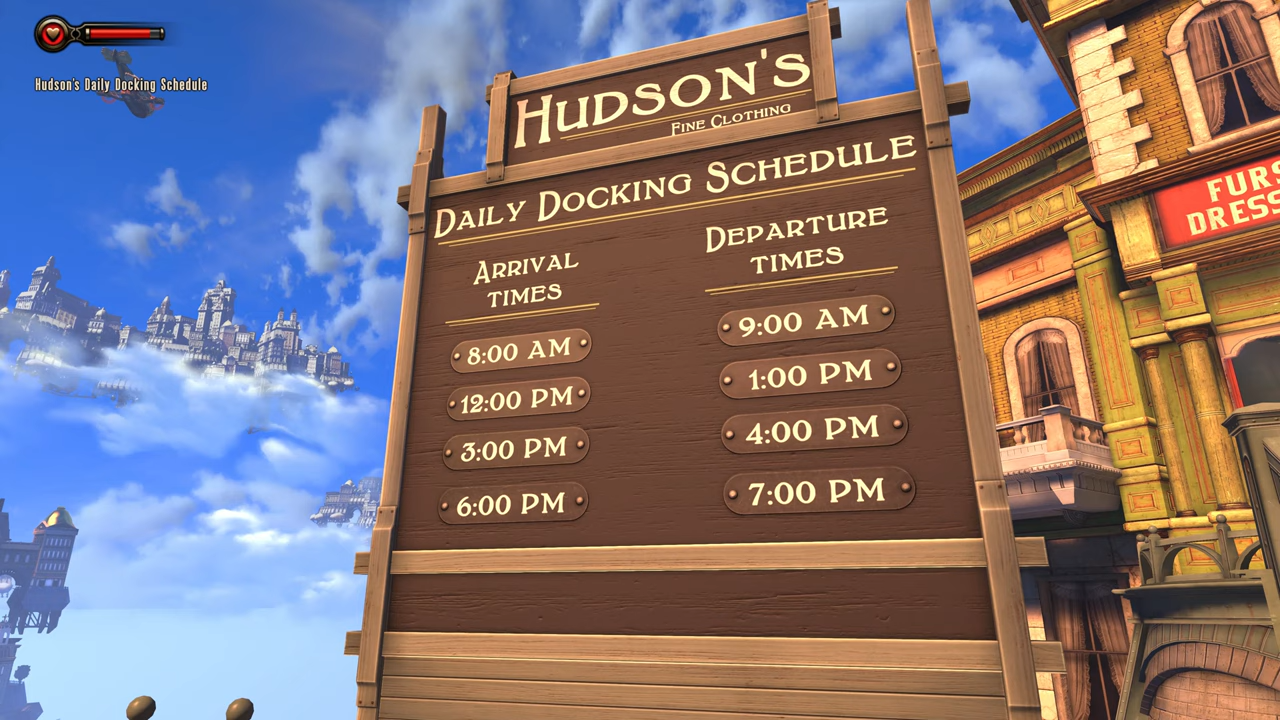 Hudson's Daily Docking Schedule
HUDSON'S
FINE CLOTHING
DAILY DOCKING SCHEDULE
ARRIVAL
TIMES
DEPARTURE
TIMES
8:00 AM
9:00 AM
12:00 PM
1:00 PM
3:00 PM
4:00 PM
6:00 PM
7:00 PM
FURS
DRESS